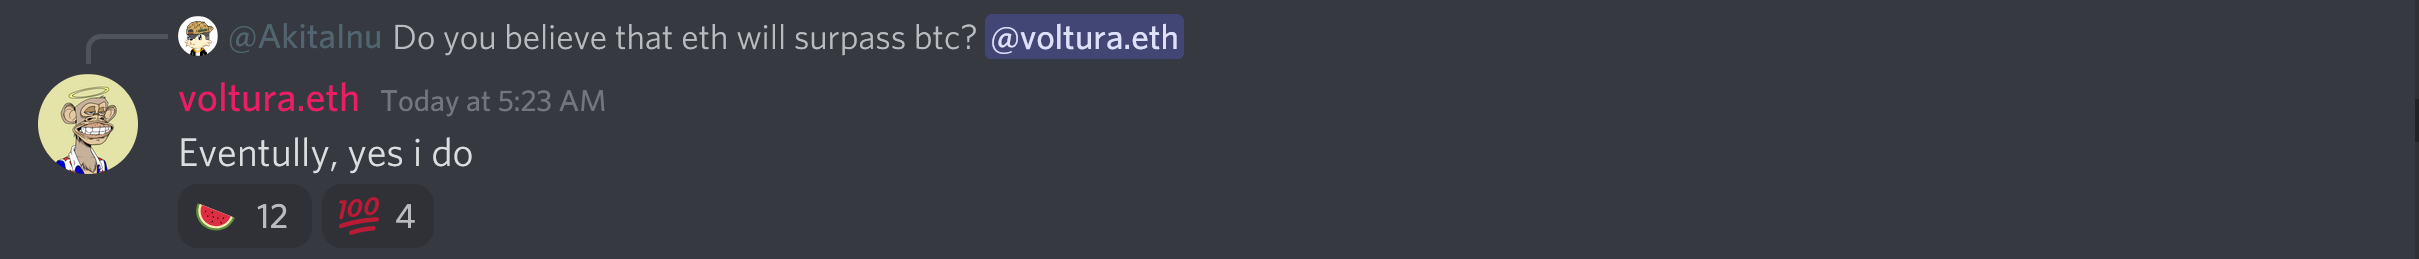 @AkitaInu Do you believe that eth will surpass btc? @voltura.eth
voltura.eth Today at 5:23 AM
Eventully, yes i do
🍉 12 💯 4